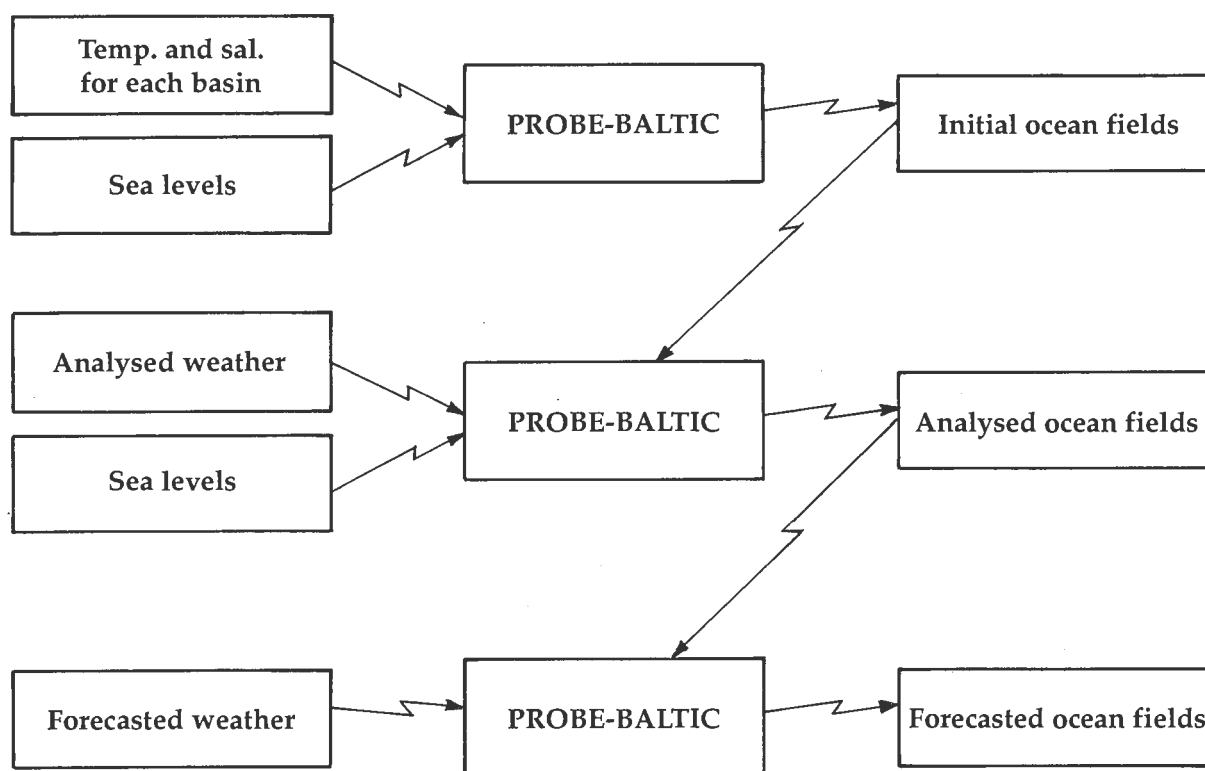 Temp. and sal.
for each basin
PROBE-BALTIC
Initial ocean fields
Sea levels
Analysed weather
PROBE-BALTIC
Analysed ocean fields
Sea levels
Forecasted weather
PROBE-BALTIC
Forecasted ocean fields